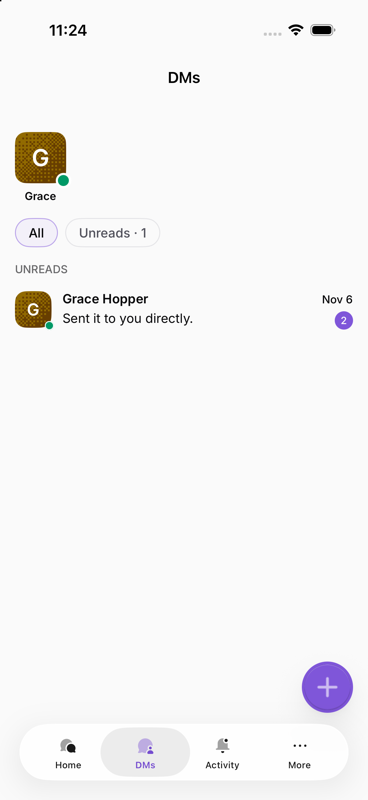 11:24
DMs
G
Grace
All
Unreads · 1
UNREADS
G
Grace Hopper
Nov 6
Sent it to you directly.
2
Home
DMs
Activity
More